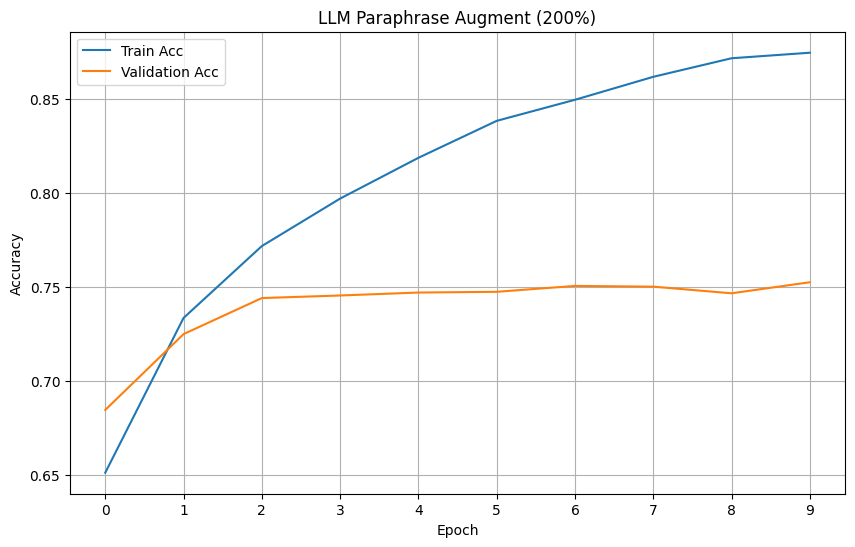 LLM Paraphrase Augment (200%)
Train Acc
Validation Acc
Accuracy
0.85
0.80
0.75
0.70
0.65
0 1 2 3 4 5 6 7 8 9
Epoch